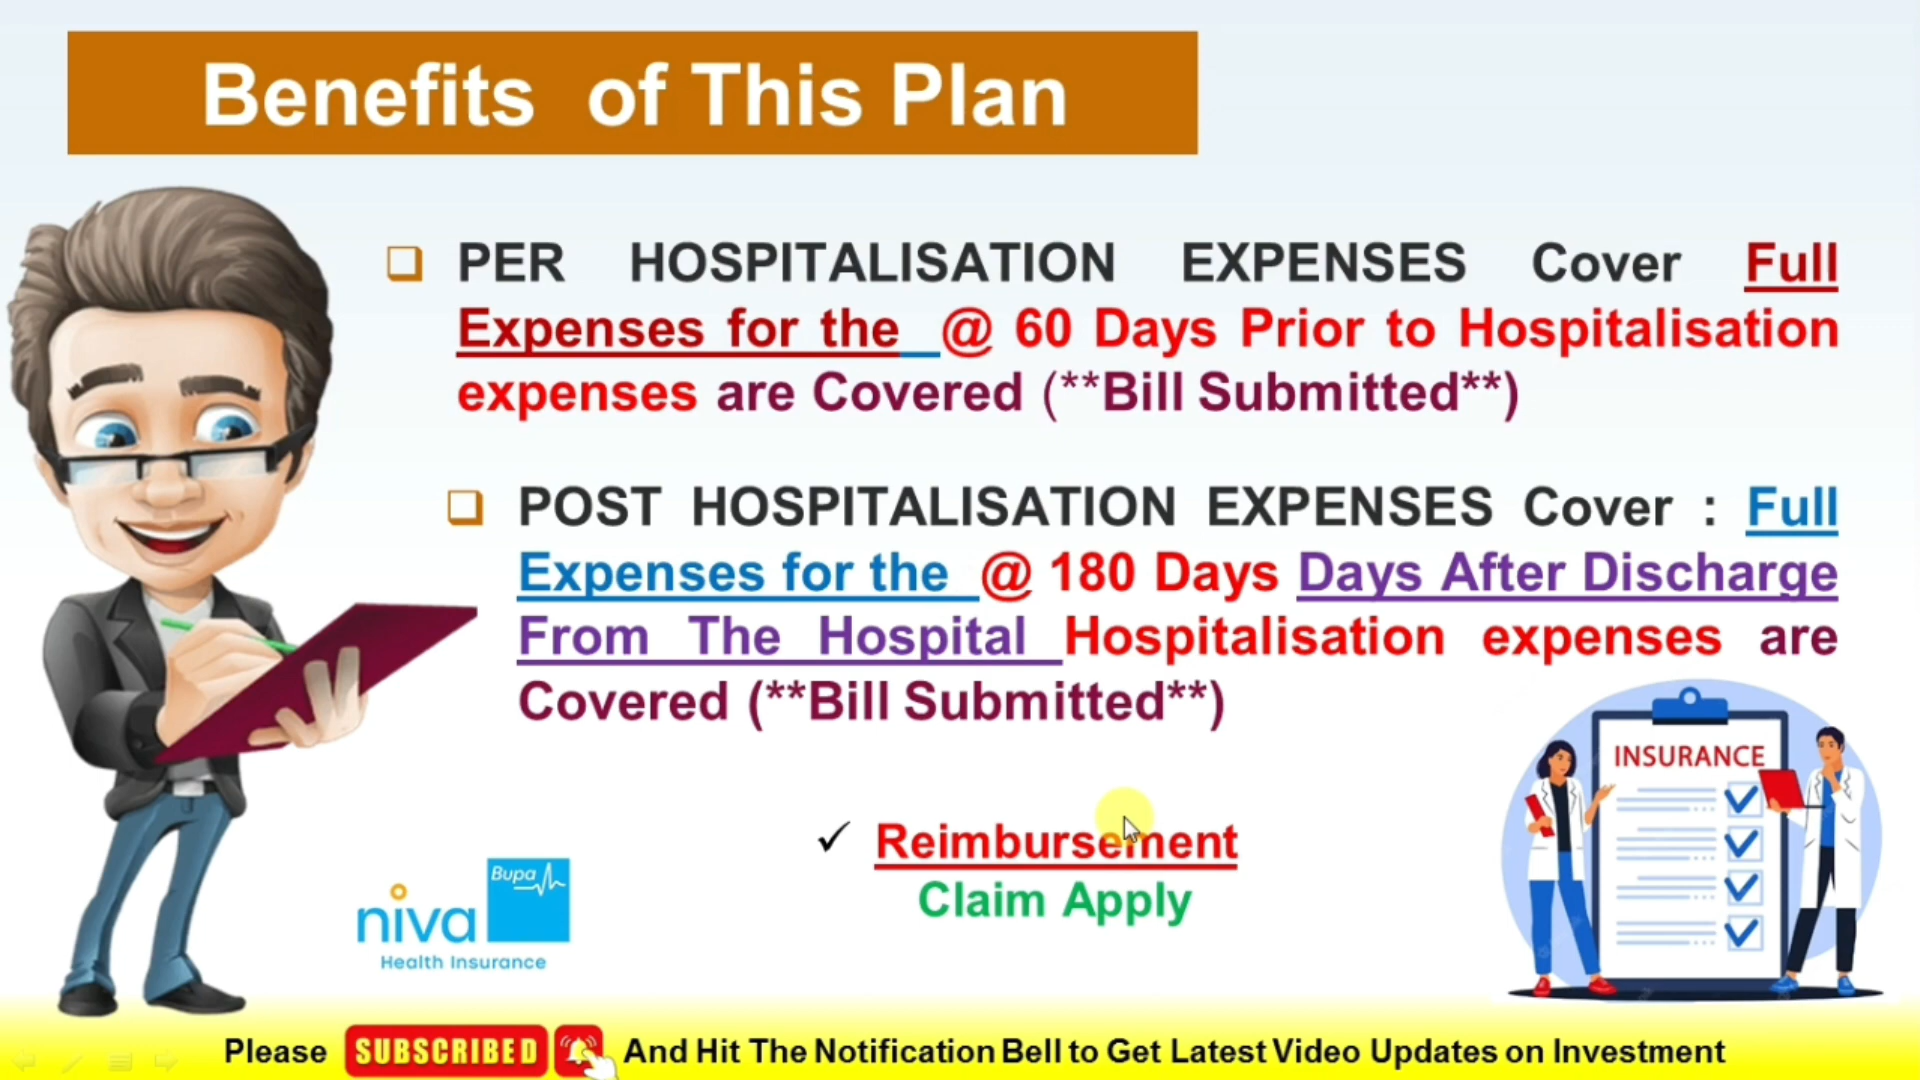 Benefits of This Plan
PER HOSPITALISATION EXPENSES Cover Full
Expenses for the @ 60 Days Prior to Hospitalisation
expenses are Covered (**Bill Submitted**)
POST HOSPITALISATION EXPENSES Cover : Full
Expenses for the @ 180 Days Days After Discharge
From The Hospital Hospitalisation expenses are
Covered (**Bill Submitted**)
INSURANCE
Reimbursement
Claim Apply
niva Bupa
Health Insurance
Please SUBSCRIBED And Hit The Notification Bell to Get Latest Video Updates on Investment